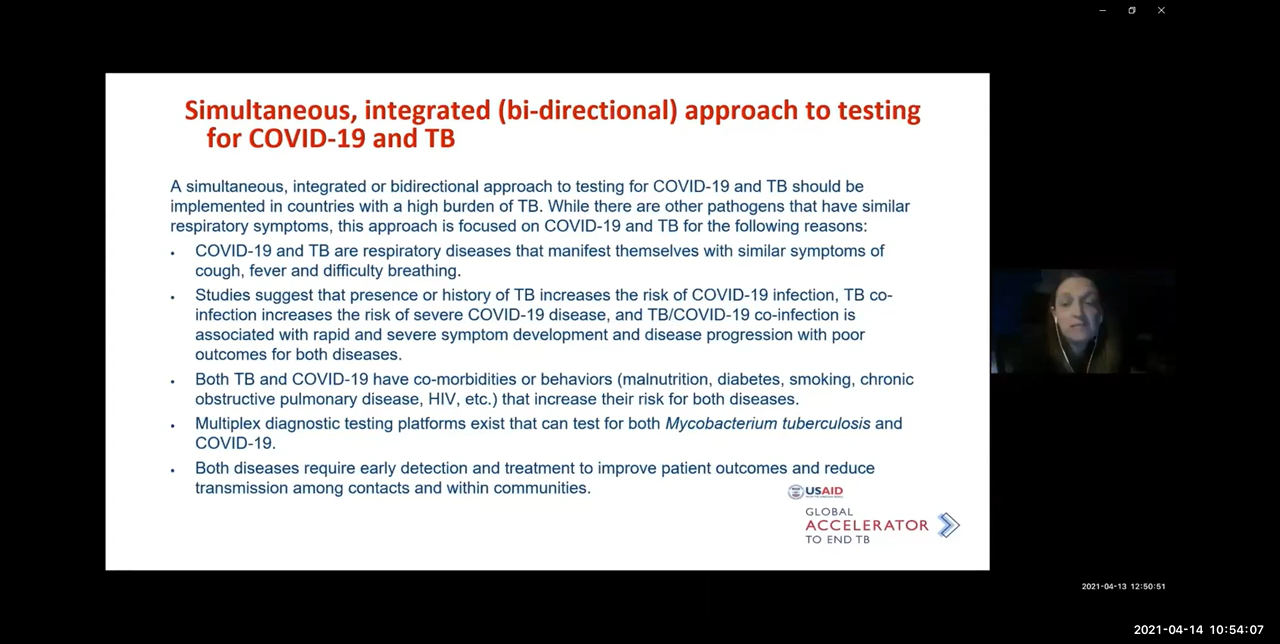 Simultaneous, integrated (bi-directional) approach to testing
for COVID-19 and TB
A simultaneous, integrated or bidirectional approach to testing for COVID-19 and TB should be
implemented in countries with a high burden of TB. While there are other pathogens that have similar
respiratory symptoms, this approach is focused on COVID-19 and TB for the following reasons:
• COVID-19 and TB are respiratory diseases that manifest themselves with similar symptoms of
cough, fever and difficulty breathing.
• Studies suggest that presence or history of TB increases the risk of COVID-19 infection, TB co-
infection increases the risk of severe COVID-19 disease, and TB/COVID-19 co-infection is
associated with rapid and severe symptom development and disease progression with poor
outcomes for both diseases.
• Both TB and COVID-19 have co-morbidities or behaviors (malnutrition, diabetes, smoking, chronic
obstructive pulmonary disease, HIV, etc.) that increase their risk for both diseases.
• Multiplex diagnostic testing platforms exist that can test for both Mycobacterium tuberculosis and
COVID-19.
• Both diseases require early detection and treatment to improve patient outcomes and reduce
transmission among contacts and within communities.
USAID
GLOBAL
ACCELERATOR
TO END TB
2021-04-13 12:50:51
2021-04-14 10:54:07